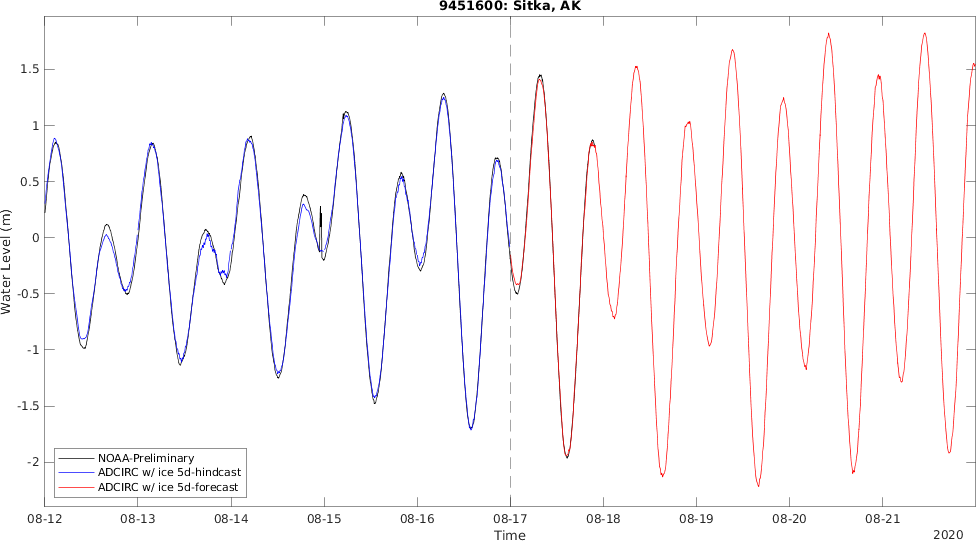 9451600: Sitka, AK
1.5
1
0.5
0
-0.5
-1
-1.5
-2
Water Level (m)
NOAA-Preliminary
ADCIRC w/ ice 5d-hindcast
ADCIRC w/ ice 5d-forecast
08-12 08-13 08-14 08-15 08-16 08-17 08-18 08-19 08-20 08-21
Time
2020